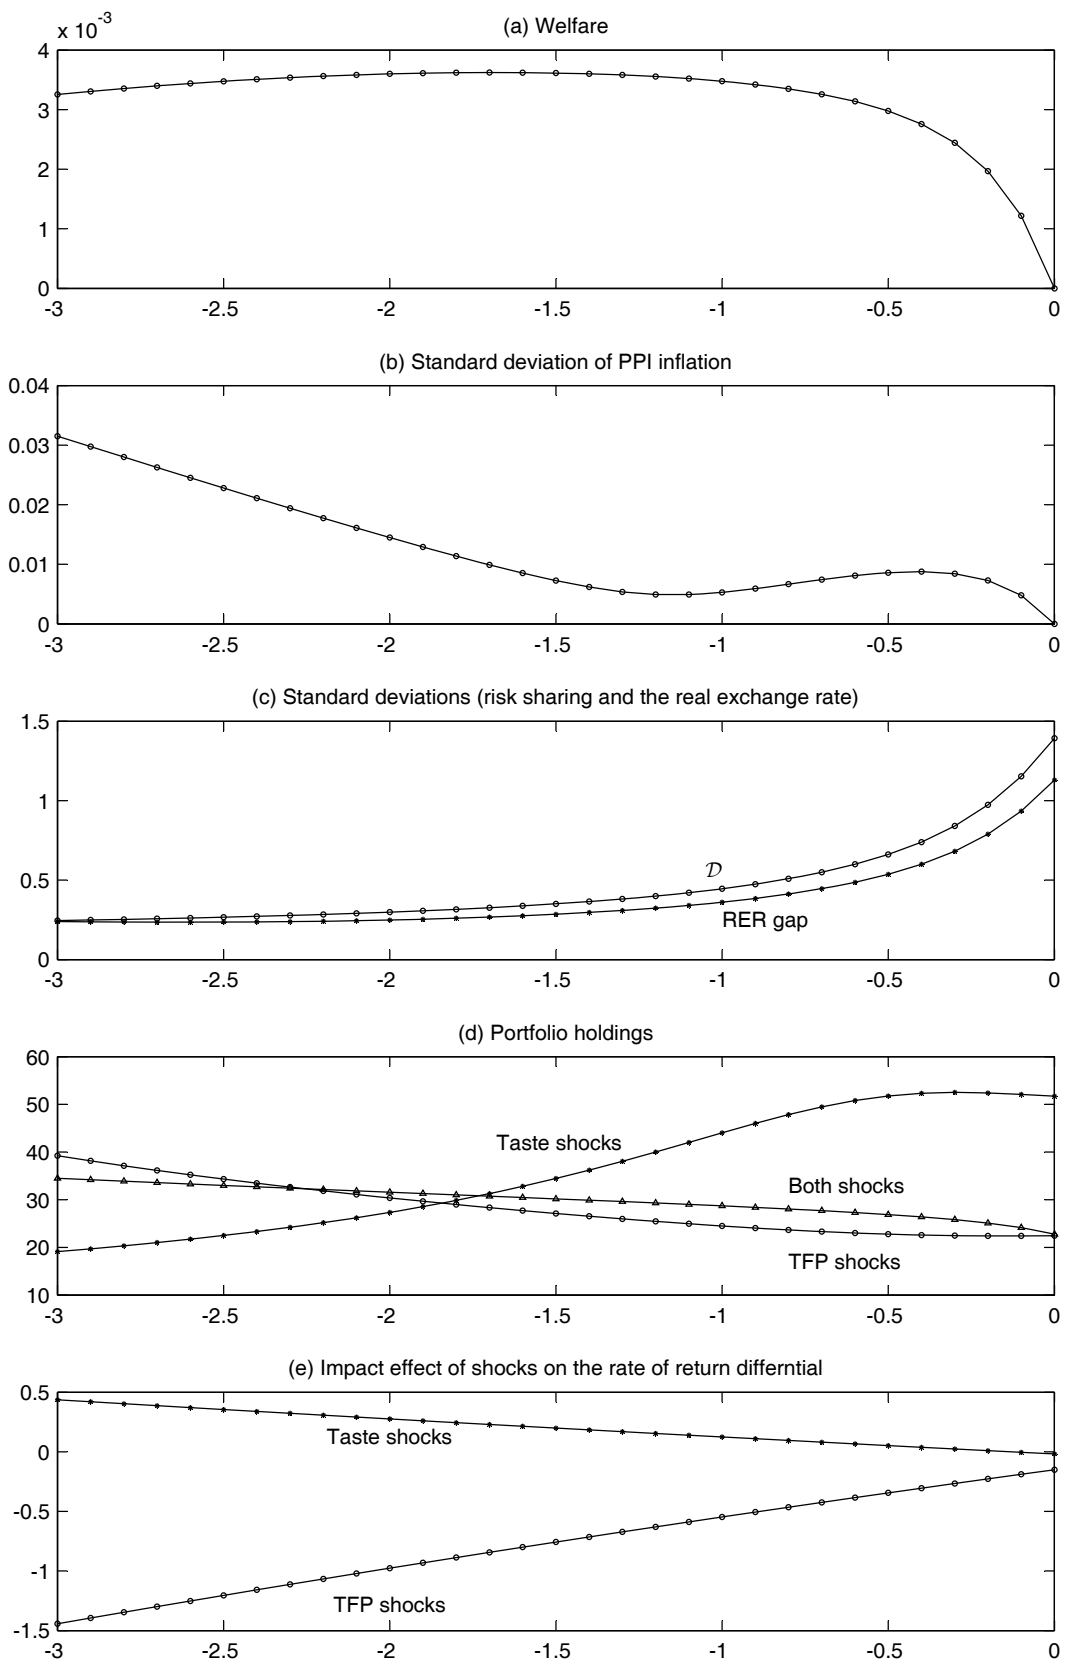 (a) Welfare
x 10-3
4
3
2
1
0
-3 -2.5 -2 -1.5 -1 -0.5 0
(b) Standard deviation of PPI inflation
0.04
0.03
0.02
0.01
0
-3 -2.5 -2 -1.5 -1 -0.5 0
(c) Standard deviations (risk sharing and the real exchange rate)
1.5
1
𝒟
0.5
RER gap
0
-3 -2.5 -2 -1.5 -1 -0.5 0
(d) Portfolio holdings
60
50
40
Taste shocks
Both shocks
30
20
TFP shocks
10
-3 -2.5 -2 -1.5 -1 -0.5 0
(e) Impact effect of shocks on the rate of return differntial
0.5
Taste shocks
0
-0.5
-1
TFP shocks
-1.5
-3 -2.5 -2 -1.5 -1 -0.5 0